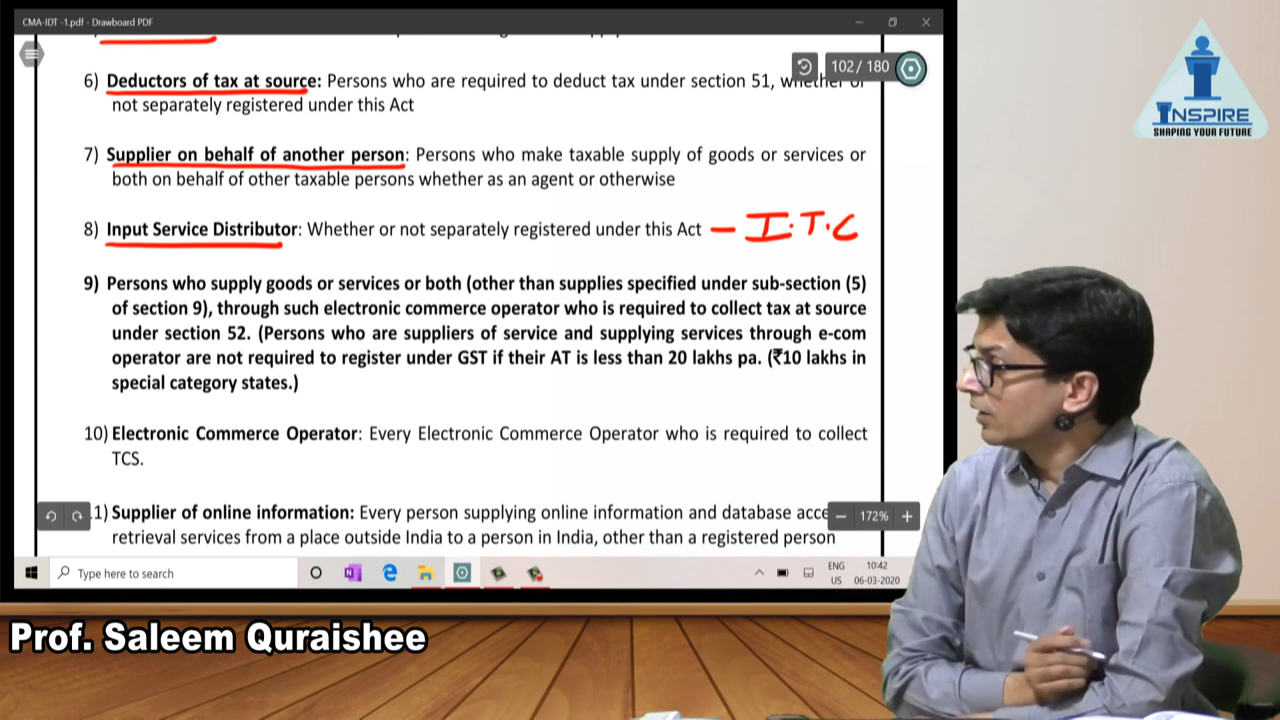 CMA-IDT -1.pdf - Drawboard PDF
102 / 180
6) Deductors of tax at source: Persons who are required to deduct tax under section 51, whether or
not separately registered under this Act
7) Supplier on behalf of another person: Persons who make taxable supply of goods or services or
both on behalf of other taxable persons whether as an agent or otherwise
8) Input Service Distributor: Whether or not separately registered under this Act – I.T.C
9) Persons who supply goods or services or both (other than supplies specified under sub-section (5)
of section 9), through such electronic commerce operator who is required to collect tax at source
under section 52. (Persons who are suppliers of service and supplying services through e-com
operator are not required to register under GST if their AT is less than 20 lakhs pa. (₹10 lakhs in
special category states.)
10) Electronic Commerce Operator: Every Electronic Commerce Operator who is required to collect
TCS.
.1) Supplier of online information: Every person supplying online information and database acce
retrieval services from a place outside India to a person in India, other than a registered person
172%
Type here to search
ENG
US
10:42
06-03-2020
INSPIRE
SHAPING YOUR FUTURE
Prof. Saleem Quraishee